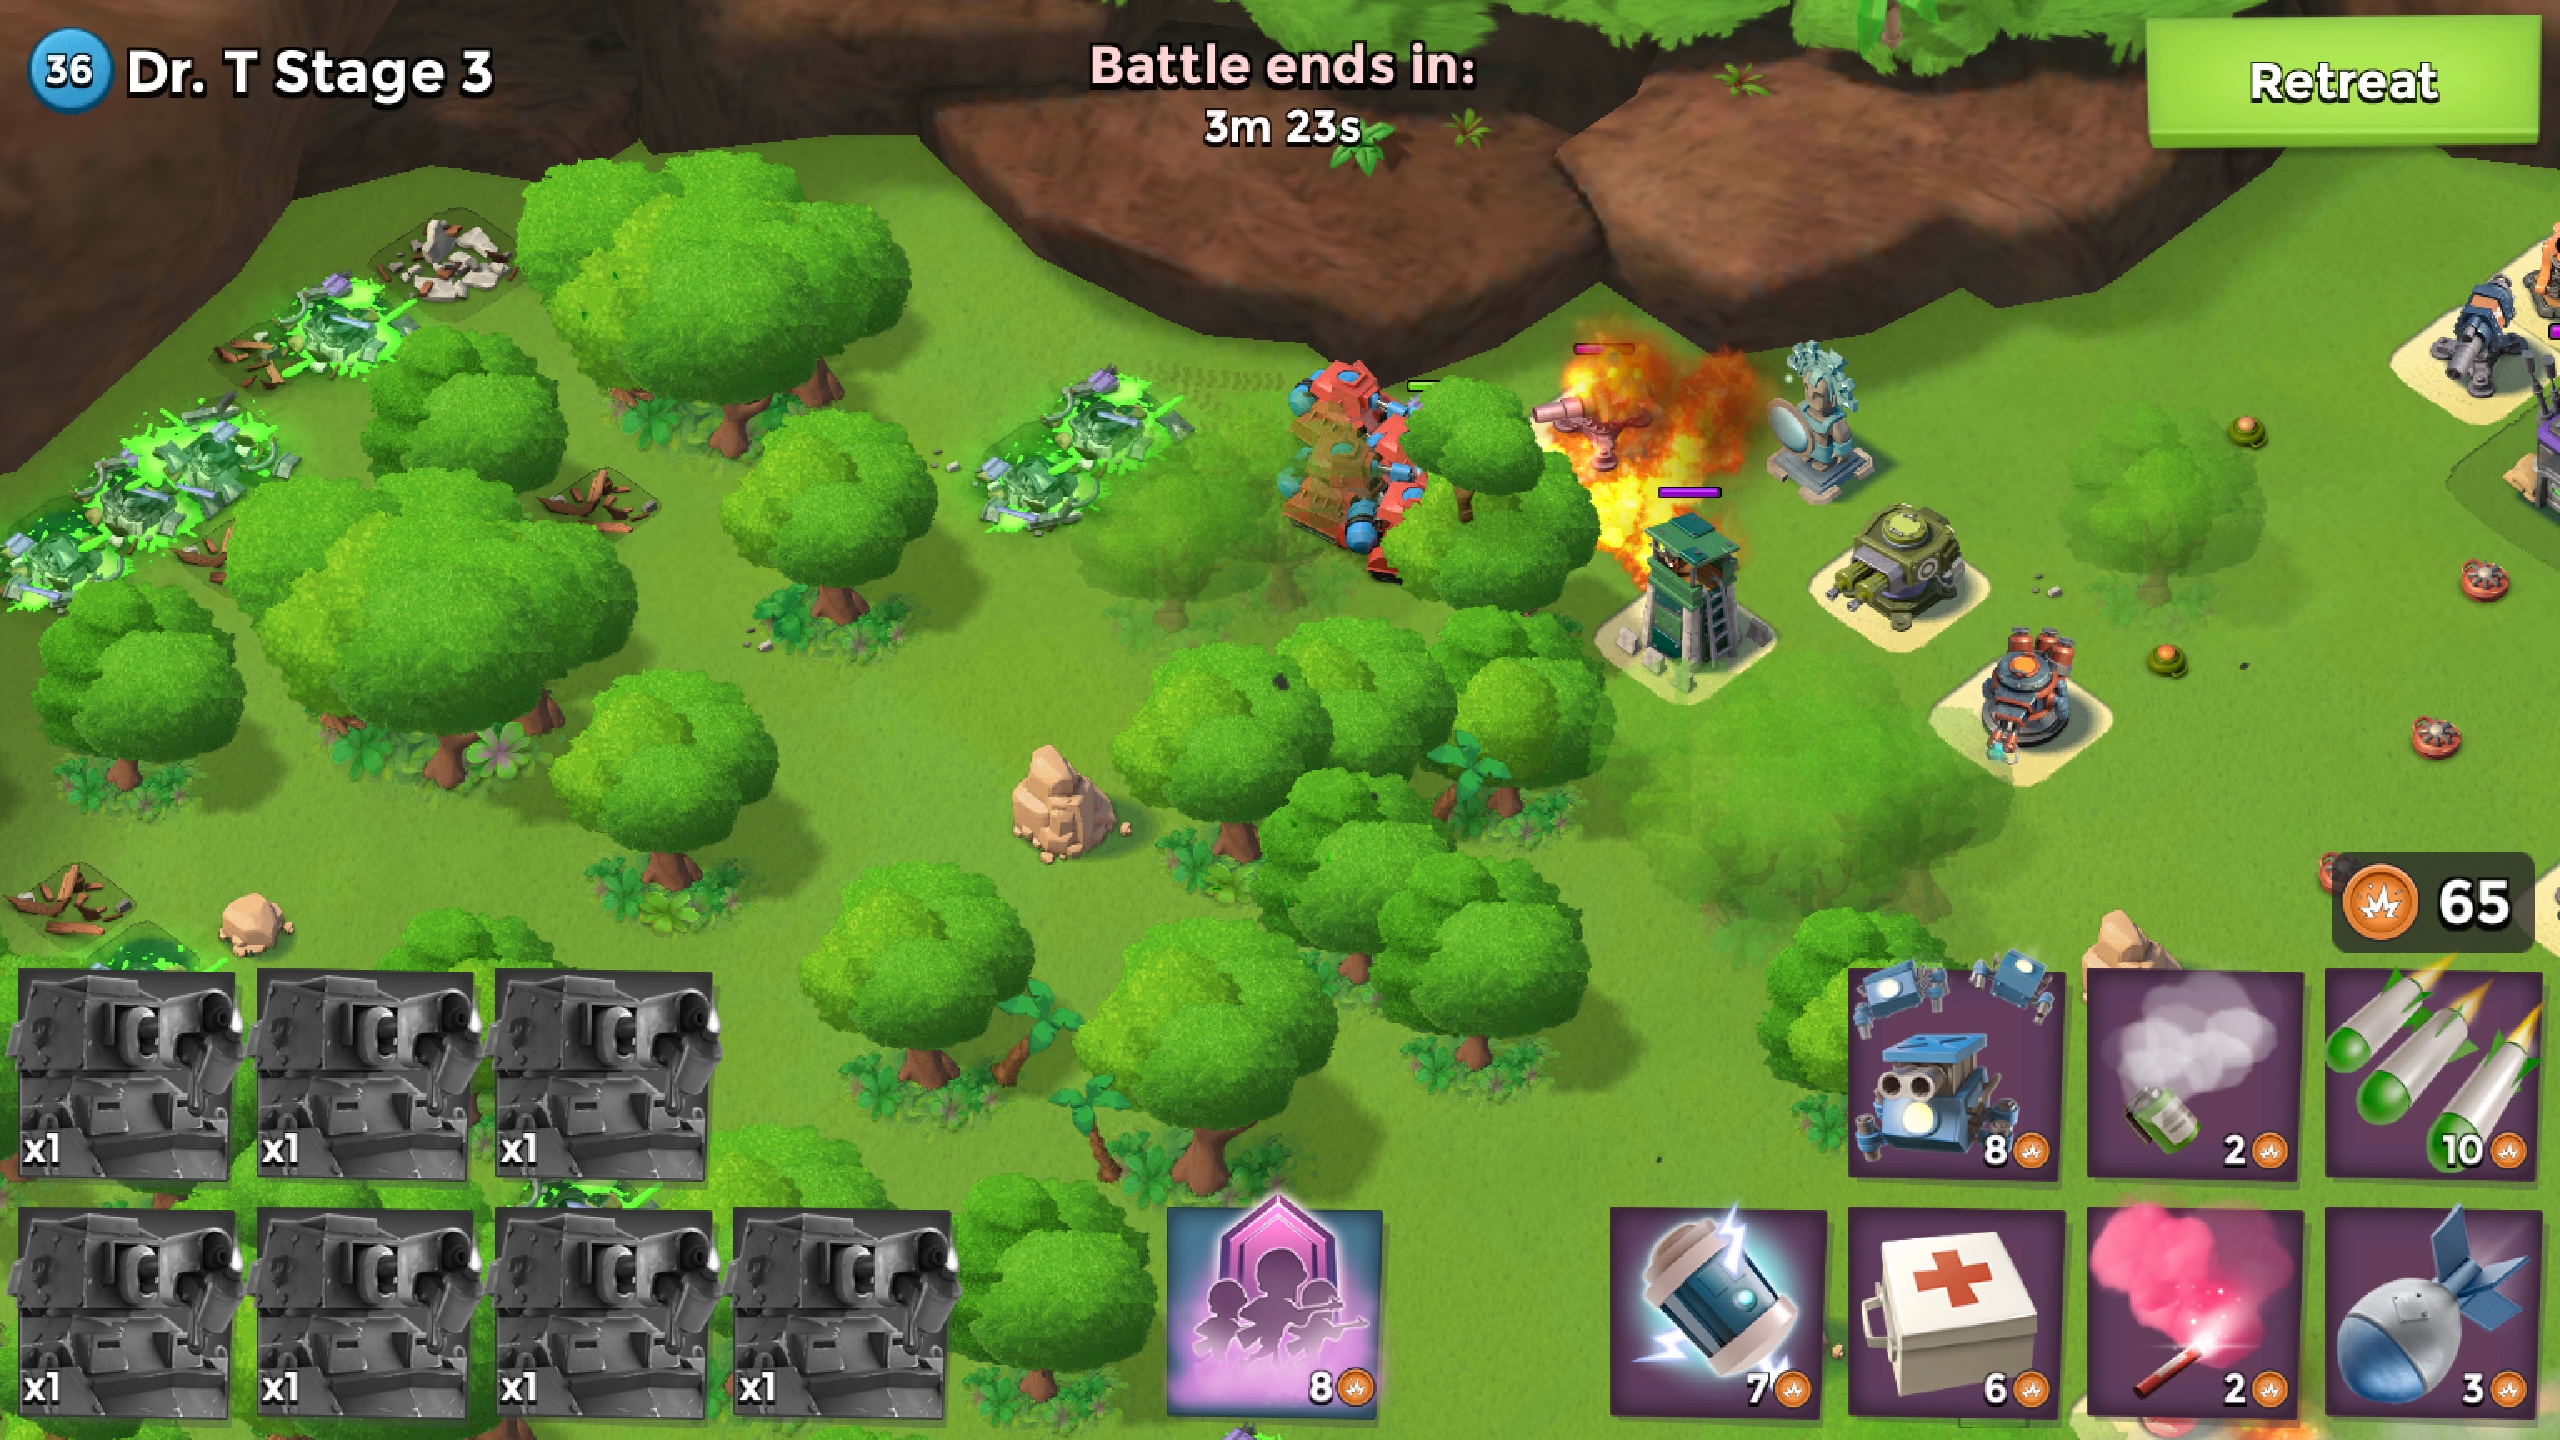 36 Dr. T Stage 3
Battle ends in:
3m 23s
Retreat
65
x1 x1 x1
8 2 10
x1 x1 x1 x1
8
7 6 2 3